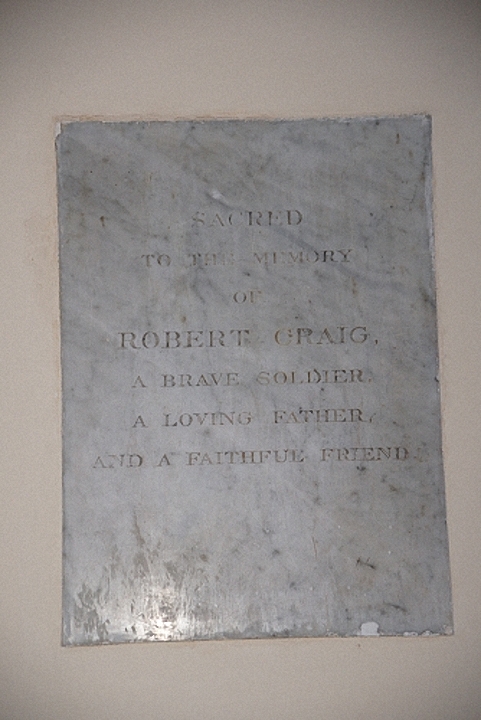 SACRED
TO THE MEMORY
OF
ROBERT CRAIG,
A BRAVE SOLDIER,
A LOVING FATHER,
AND A FAITHFUL FRIEND.